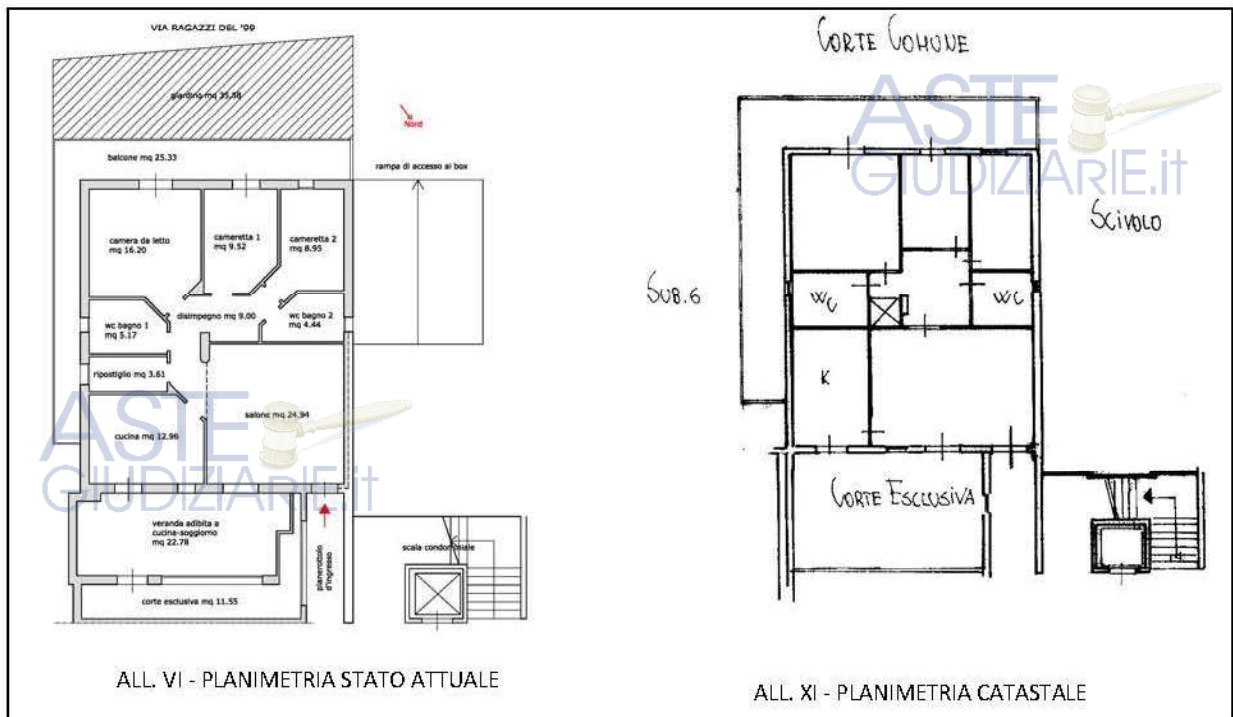 VIA RAGAZZI DEL '99
giardino mq 35.58
Nord
balcone mq 25.33
rampa di accesso ai box
camera da letto
mq 16.20
cameretta 1
mq 9.52
cameretta 2
mq 8.95
wc bagno 1
mq 5.17
disimpegno mq 9.00
wc bagno 2
mq 4.44
ripostiglio mq 3.61
salone mq 24.94
cucina mq 12.96
ASTE
GIUDIZIARIE.it
veranda adibita a
cucina-soggiorno
mq 22.78
pianerottolo
d'ingresso
scala condominiale
corte esclusiva mq 11.55
ALL. VI - PLANIMETRIA STATO ATTUALE
CORTE COMUNE
ASTE
GIUDIZIARIE.it
SCIVOLO
SUB.6
WC
WC
K
CORTE ESCLUSIVA
ALL. XI - PLANIMETRIA CATASTALE